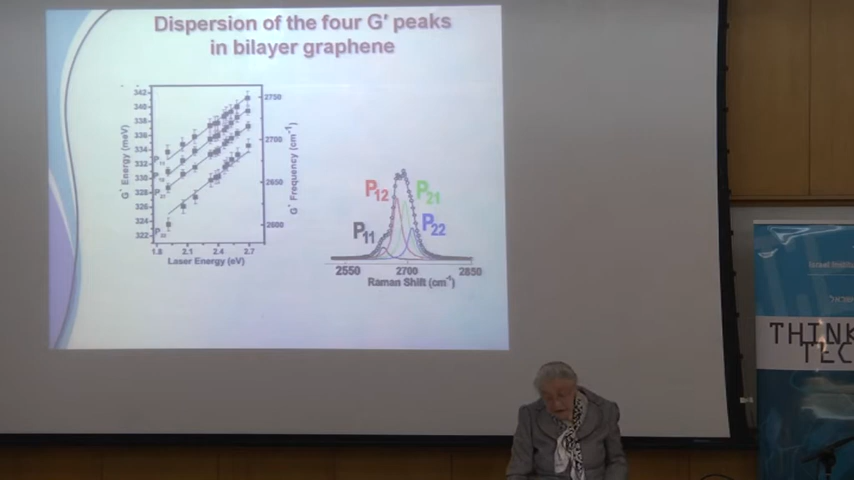 Dispersion of the four G' peaks
in bilayer graphene
G' Energy (meV)
342
340
338
336
334
332
330
328
326
324
322
1.8 2.1 2.4 2.7
Laser Energy (eV)
2750
2700
2650
2600
G' Frequency (cm⁻¹)
P₁₂
P₂₁
P₁₁
P₂₂
2550 2700 2850
Raman Shift (cm⁻¹)
Israel
THINK
TEC